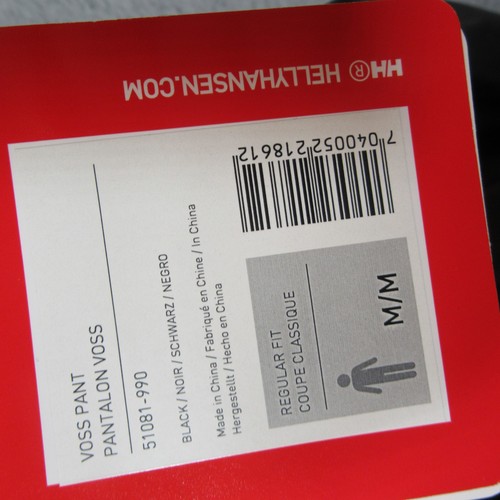 HH® HELLYHANSEN.COM
VOSS PANT
PANTALON VOSS
51081-990
BLACK / NOIR / SCHWARZ / NEGRO
Made in China / Fabriqué en Chine / In China
Hergestellt / Hecho en China
7 040052 218612
REGULAR FIT
COUPE CLASSIQUE
M/M